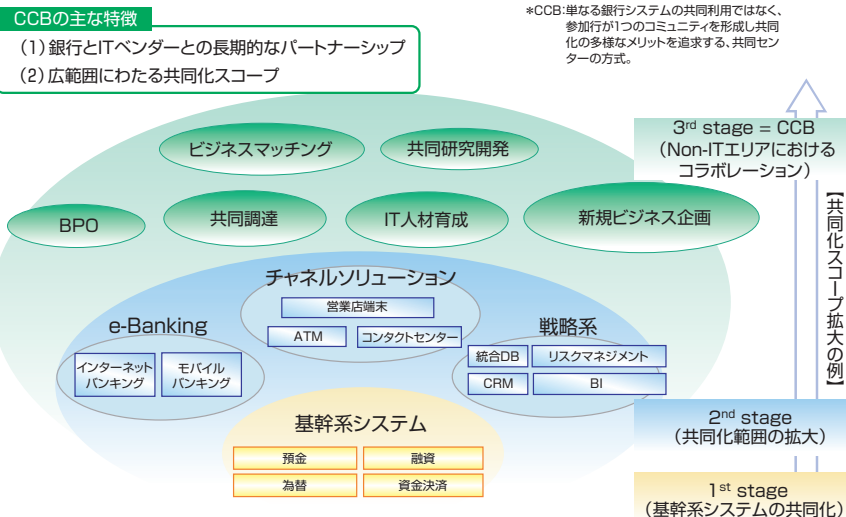 CCBの主な特徴
(1)銀行とITベンダーとの長期的なパートナーシップ
(2)広範囲にわたる共同化スコープ
*CCB:単なる銀行システムの共同利用ではなく、
参加行が1つのコミュニティを形成し共同
化の多様なメリットを追求する、共同セン
ターの方式。
3rd stage = CCB
(Non-ITエリアにおける
コラボレーション)
ビジネスマッチング
共同研究開発
BPO
共同調達
IT人材育成
新規ビジネス企画
【共同化スコープ拡大の例】
チャネルソリューション
営業店端末
ATM
コンタクトセンター
e-Banking
インターネット
バンキング
モバイル
バンキング
戦略系
統合DB
リスクマネジメント
CRM
BI
2nd stage
(共同化範囲の拡大)
基幹系システム
預金
融資
為替
資金決済
1st stage
(基幹系システムの共同化)